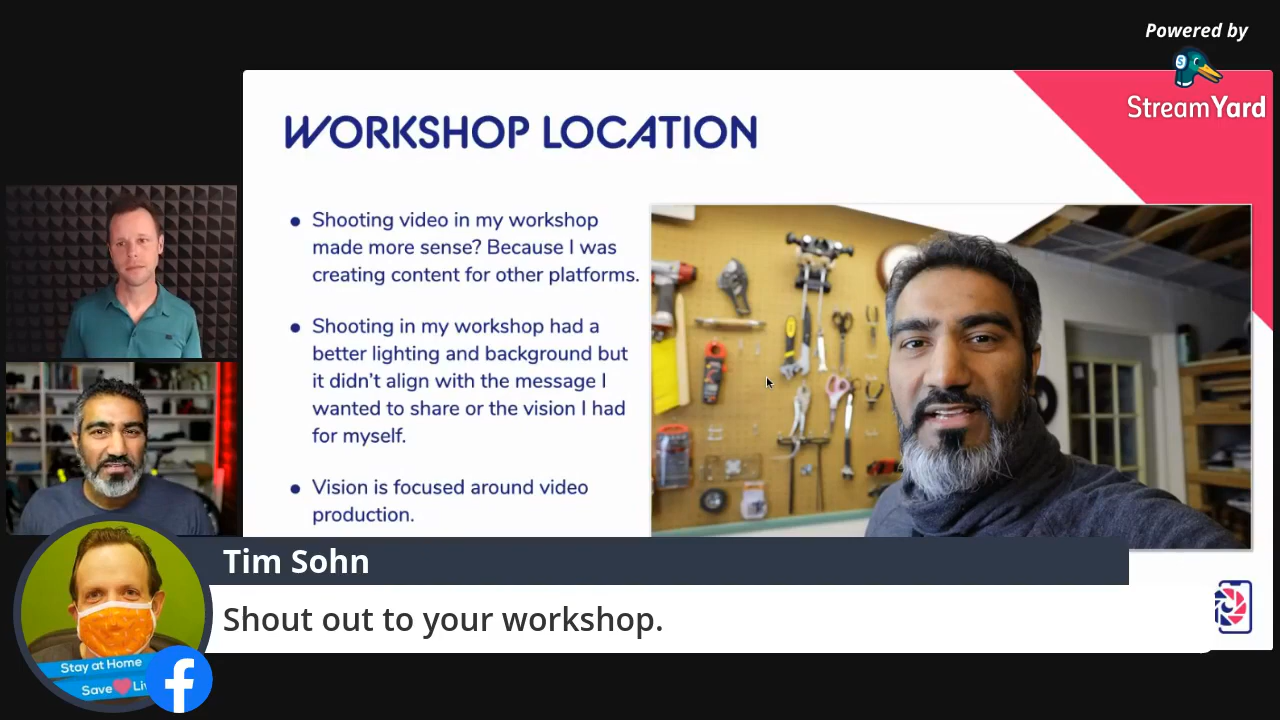 Powered by
StreamYard
WORKSHOP LOCATION
• Shooting video in my workshop
made more sense? Because I was
creating content for other platforms.
• Shooting in my workshop had a
better lighting and background but
it didn’t align with the message I
wanted to share or the vision I had
for myself.
• Vision is focused around video
production.
Tim Sohn
Shout out to your workshop.
Stay at Home
Save